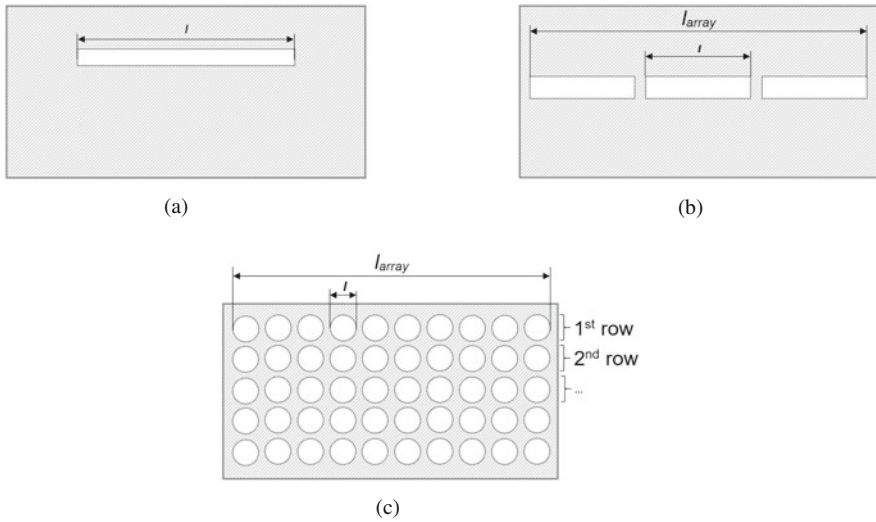 l
(a)
l_array
l
(b)
l_array
l
1st row
2nd row
...
(c)